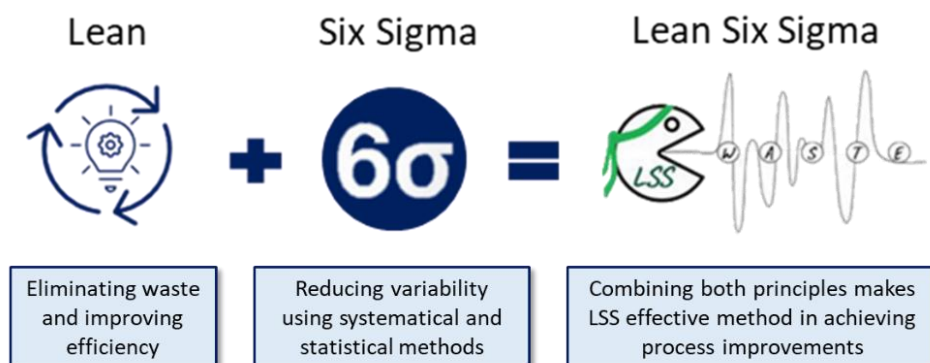 Lean
Six Sigma
Lean Six Sigma
6σ
LSS
W A S T E
Eliminating waste
and improving
efficiency
Reducing variability
using systematical and
statistical methods
Combining both principles makes
LSS effective method in achieving
process improvements